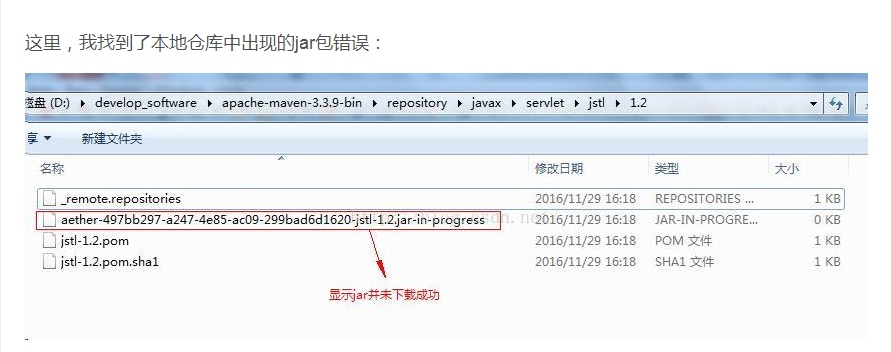 这里，我找到了本地仓库中出现的jar包错误：
(D:) ▸ develop_software ▸ apache-maven-3.3.9-bin ▸ repository ▸ javax ▸ servlet ▸ jstl ▸ 1.2
享 新建文件夹
名称 修改日期 类型 大小
_remote.repositories 2016/11/29 16:18 REPOSITORIES ... 1 KB
aether-497bb297-a247-4e85-ac09-299bad6d1620-jstl-1.2.jar-in-progress 2016/11/29 16:18 JAR-IN-PROGRE... 0 KB
jstl-1.2.pom 2016/11/29 16:18 POM 文件 1 KB
jstl-1.2.pom.sha1 2016/11/29 16:18 SHA1 文件 1 KB
显示jar并未下载成功